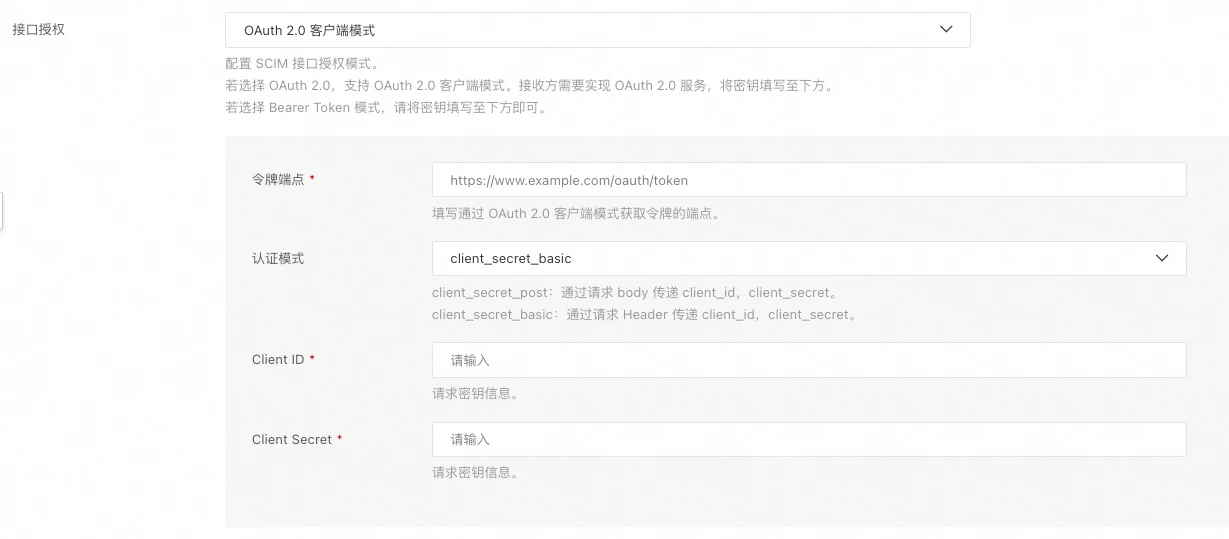 接口授权
OAuth 2.0 客户端模式
配置 SCIM 接口授权模式。
若选择 OAuth 2.0，支持 OAuth 2.0 客户端模式。接收方需要实现 OAuth 2.0 服务，将密钥填写至下方。
若选择 Bearer Token 模式，请将密钥填写至下方即可。
令牌端点 *
https://www.example.com/oauth/token
填写通过 OAuth 2.0 客户端模式获取令牌的端点。
认证模式
client_secret_basic
client_secret_post：通过请求 body 传递 client_id，client_secret。
client_secret_basic：通过请求 Header 传递 client_id，client_secret。
Client ID *
请输入
请求密钥信息。
Client Secret *
请输入
请求密钥信息。